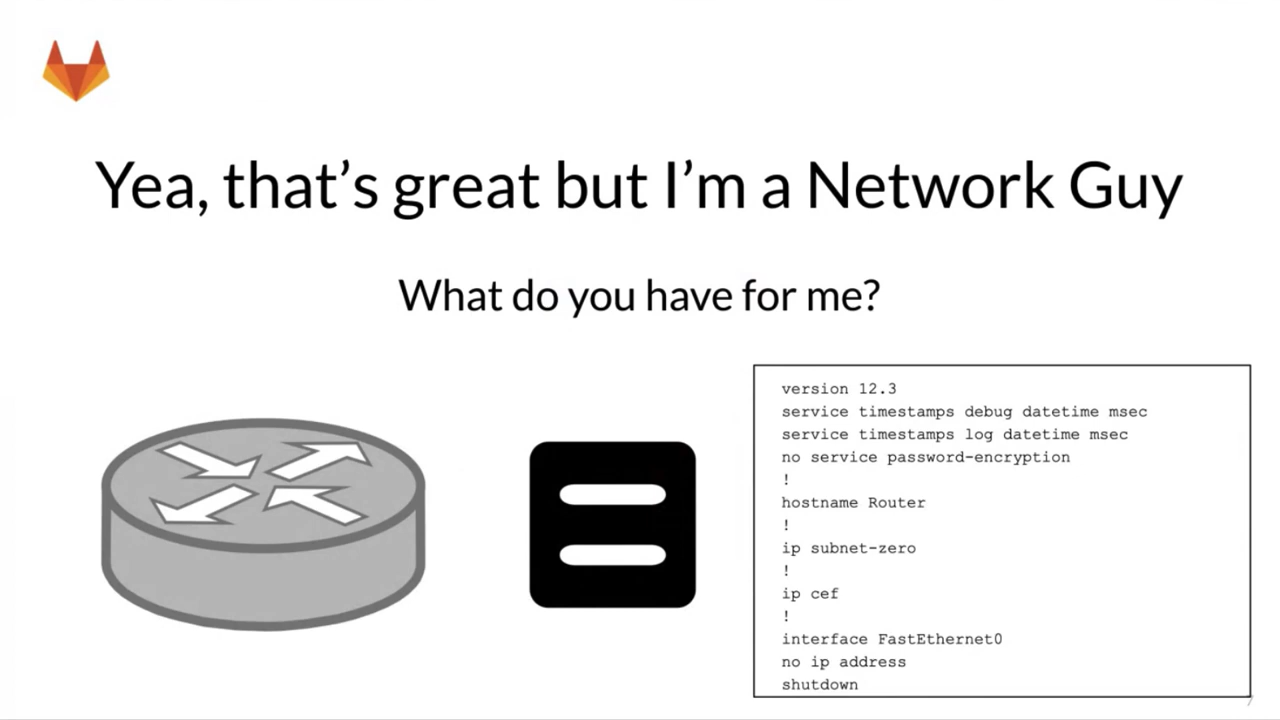 Yea, that’s great but I’m a Network Guy
What do you have for me?
version 12.3
service timestamps debug datetime msec
service timestamps log datetime msec
no service password-encryption
!
hostname Router
!
ip subnet-zero
!
ip cef
!
interface FastEthernet0
no ip address
shutdown
7